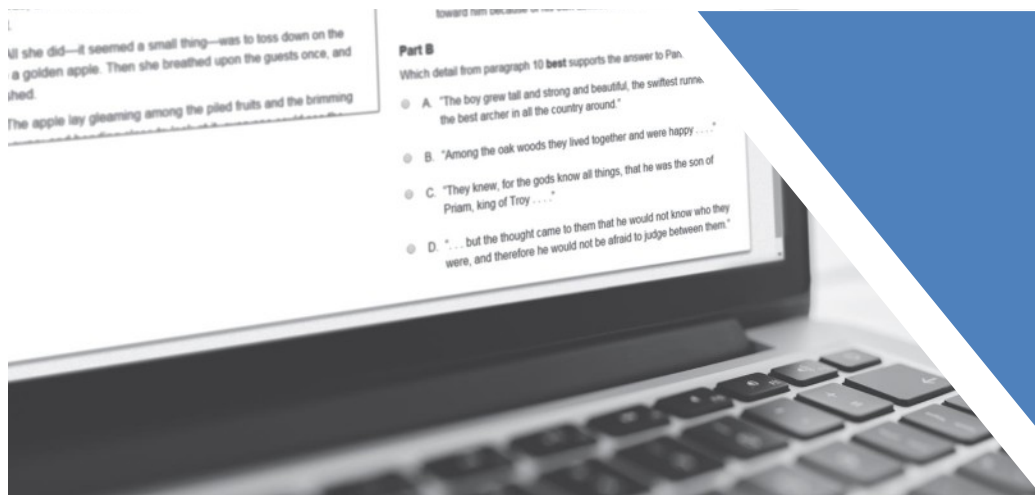 All she did—it seemed a small thing—was to toss down on the
a golden apple. Then she breathed upon the guests once, and
The apple lay gleaming among the piled fruits and the brimming
toward him because of his
Part B
Which detail from paragraph 10 best supports the answer to Part
A. "The boy grew tall and strong and beautiful, the swiftest
the best archer in all the country around."
B. "Among the oak woods they lived together and were happy . . . ."
C. "They knew, for the gods know all things, that he was the son of
Priam, king of Troy . . . ."
D. ". . . but the thought came to them that he would not know who they
were, and therefore he would not be afraid to judge between them."